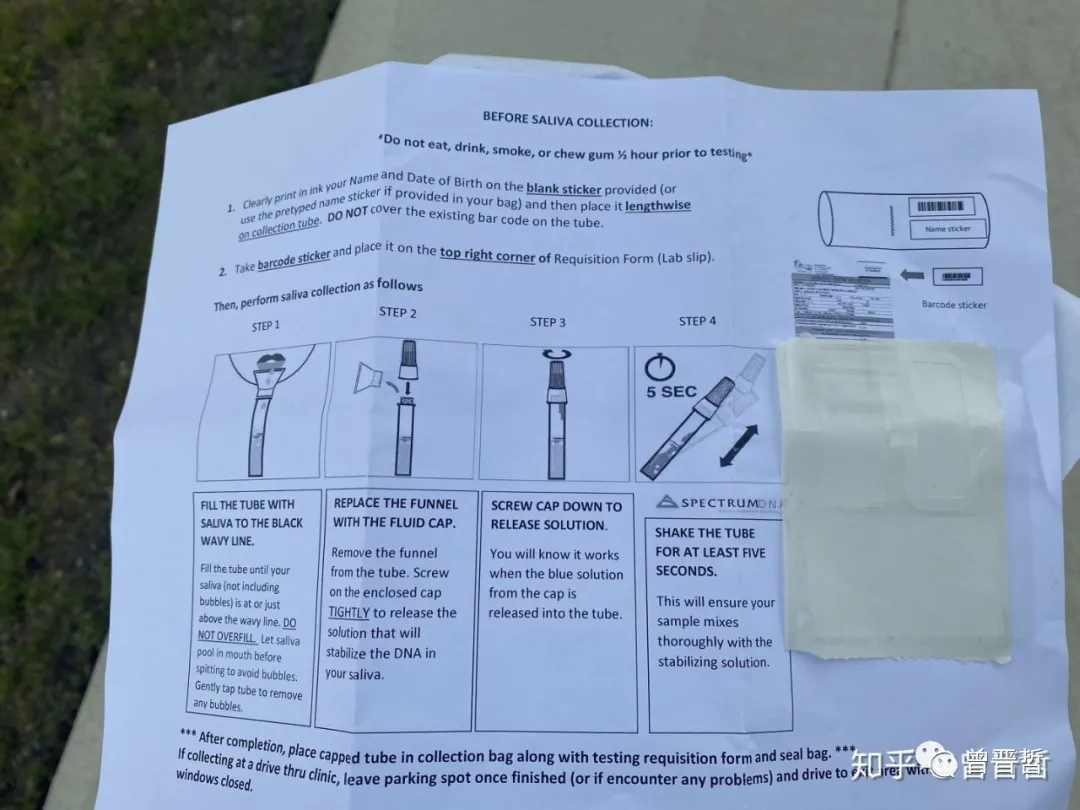 BEFORE SALIVA COLLECTION:
*Do not eat, drink, smoke, or chew gum ½ hour prior to testing*
1. Clearly print in ink your Name and Date of Birth on the blank sticker provided (or
use the pretyped name sticker if provided in your bag) and then place it lengthwise
on collection tube. DO NOT cover the existing bar code on the tube.
2. Take barcode sticker and place it on the top right corner of Requisition Form (Lab slip).
Name sticker
Barcode sticker
Then, perform saliva collection as follows
STEP 1
STEP 2
STEP 3
STEP 4
5 SEC
FILL THE TUBE WITH
SALIVA TO THE BLACK
WAVY LINE.
Fill the tube until your
saliva (not including
bubbles) is at or just
above the wavy line. DO
NOT OVERFILL. Let saliva
pool in mouth before
spitting to avoid bubbles.
Gently tap tube to remove
any bubbles.
REPLACE THE FUNNEL
WITH THE FLUID CAP.
Remove the funnel
from the tube. Screw
on the enclosed cap
TIGHTLY to release the
solution that will
stabilize the DNA in
your saliva.
SCREW CAP DOWN TO
RELEASE SOLUTION.
You will know it works
when the blue solution
from the cap is
released into the tube.
SPECTRUMDNA
SHAKE THE TUBE
FOR AT LEAST FIVE
SECONDS.
This will ensure your
sample mixes
thoroughly with the
stabilizing solution.
*** After completion, place capped tube in collection bag along with testing requisition form and seal bag. ***
If collecting at a drive thru clinic, leave parking spot once finished (or if encounter any problems) and drive to
windows closed.
知乎 曾晋哲